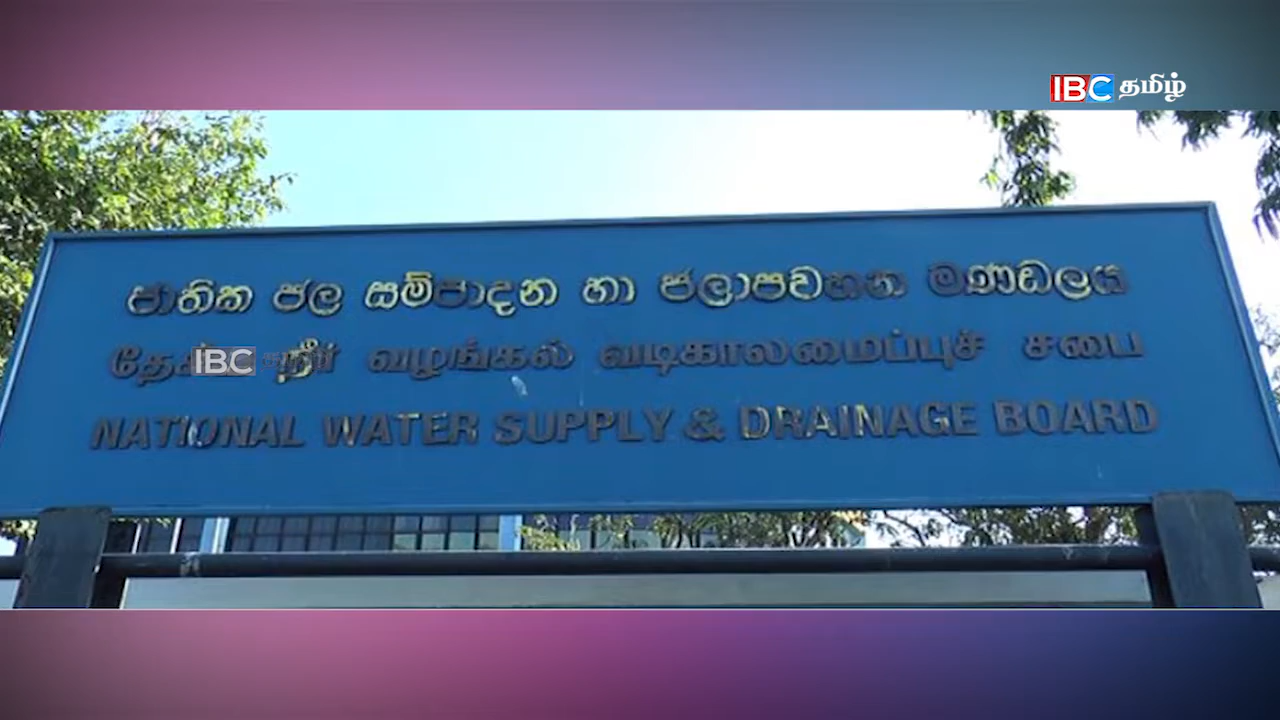 IBC தமிழ்
ජාතික ජල සම්පාදන හා ජලාපවහන මණ්ඩලය
நீர் வழங்கல் வடிகாலமைப்புச் சபை
IBC தமிழ்
NATIONAL WATER SUPPLY & DRAINAGE BOARD